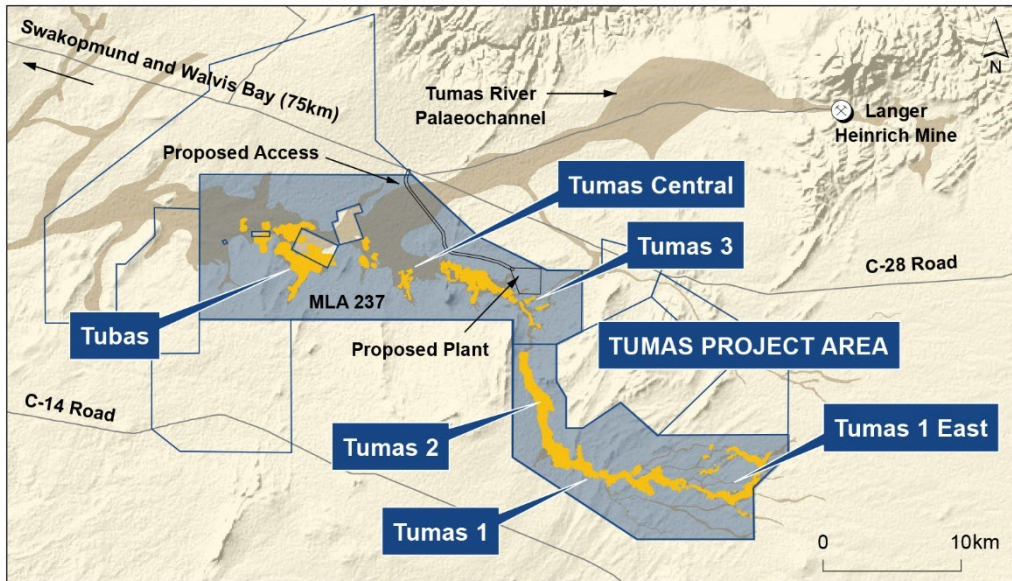 Swakopmund and Walvis Bay (75km)
N
Tumas River
Palaeochannel
Langer
Heinrich Mine
Proposed Access
Tumas Central
Tumas 3
C-28 Road
MLA 237
Tubas
Proposed Plant
TUMAS PROJECT AREA
C-14 Road
Tumas 2
Tumas 1 East
Tumas 1
0
10km